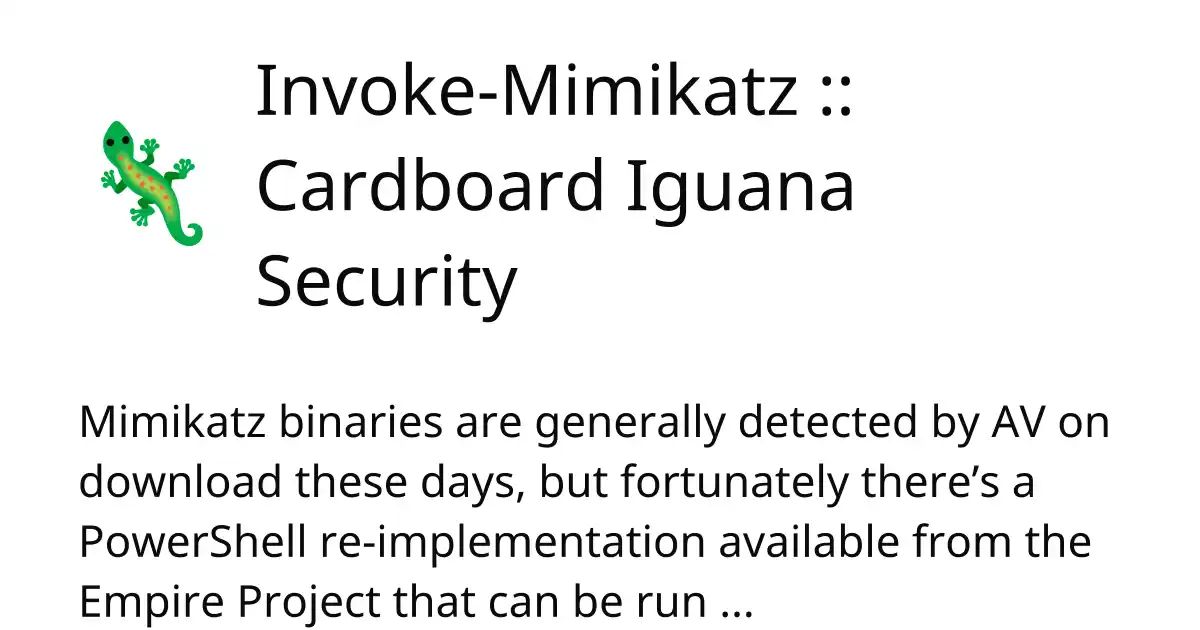 Invoke-Mimikatz ::
Cardboard Iguana
Security
Mimikatz binaries are generally detected by AV on
download these days, but fortunately there’s a
PowerShell re-implementation available from the
Empire Project that can be run ...